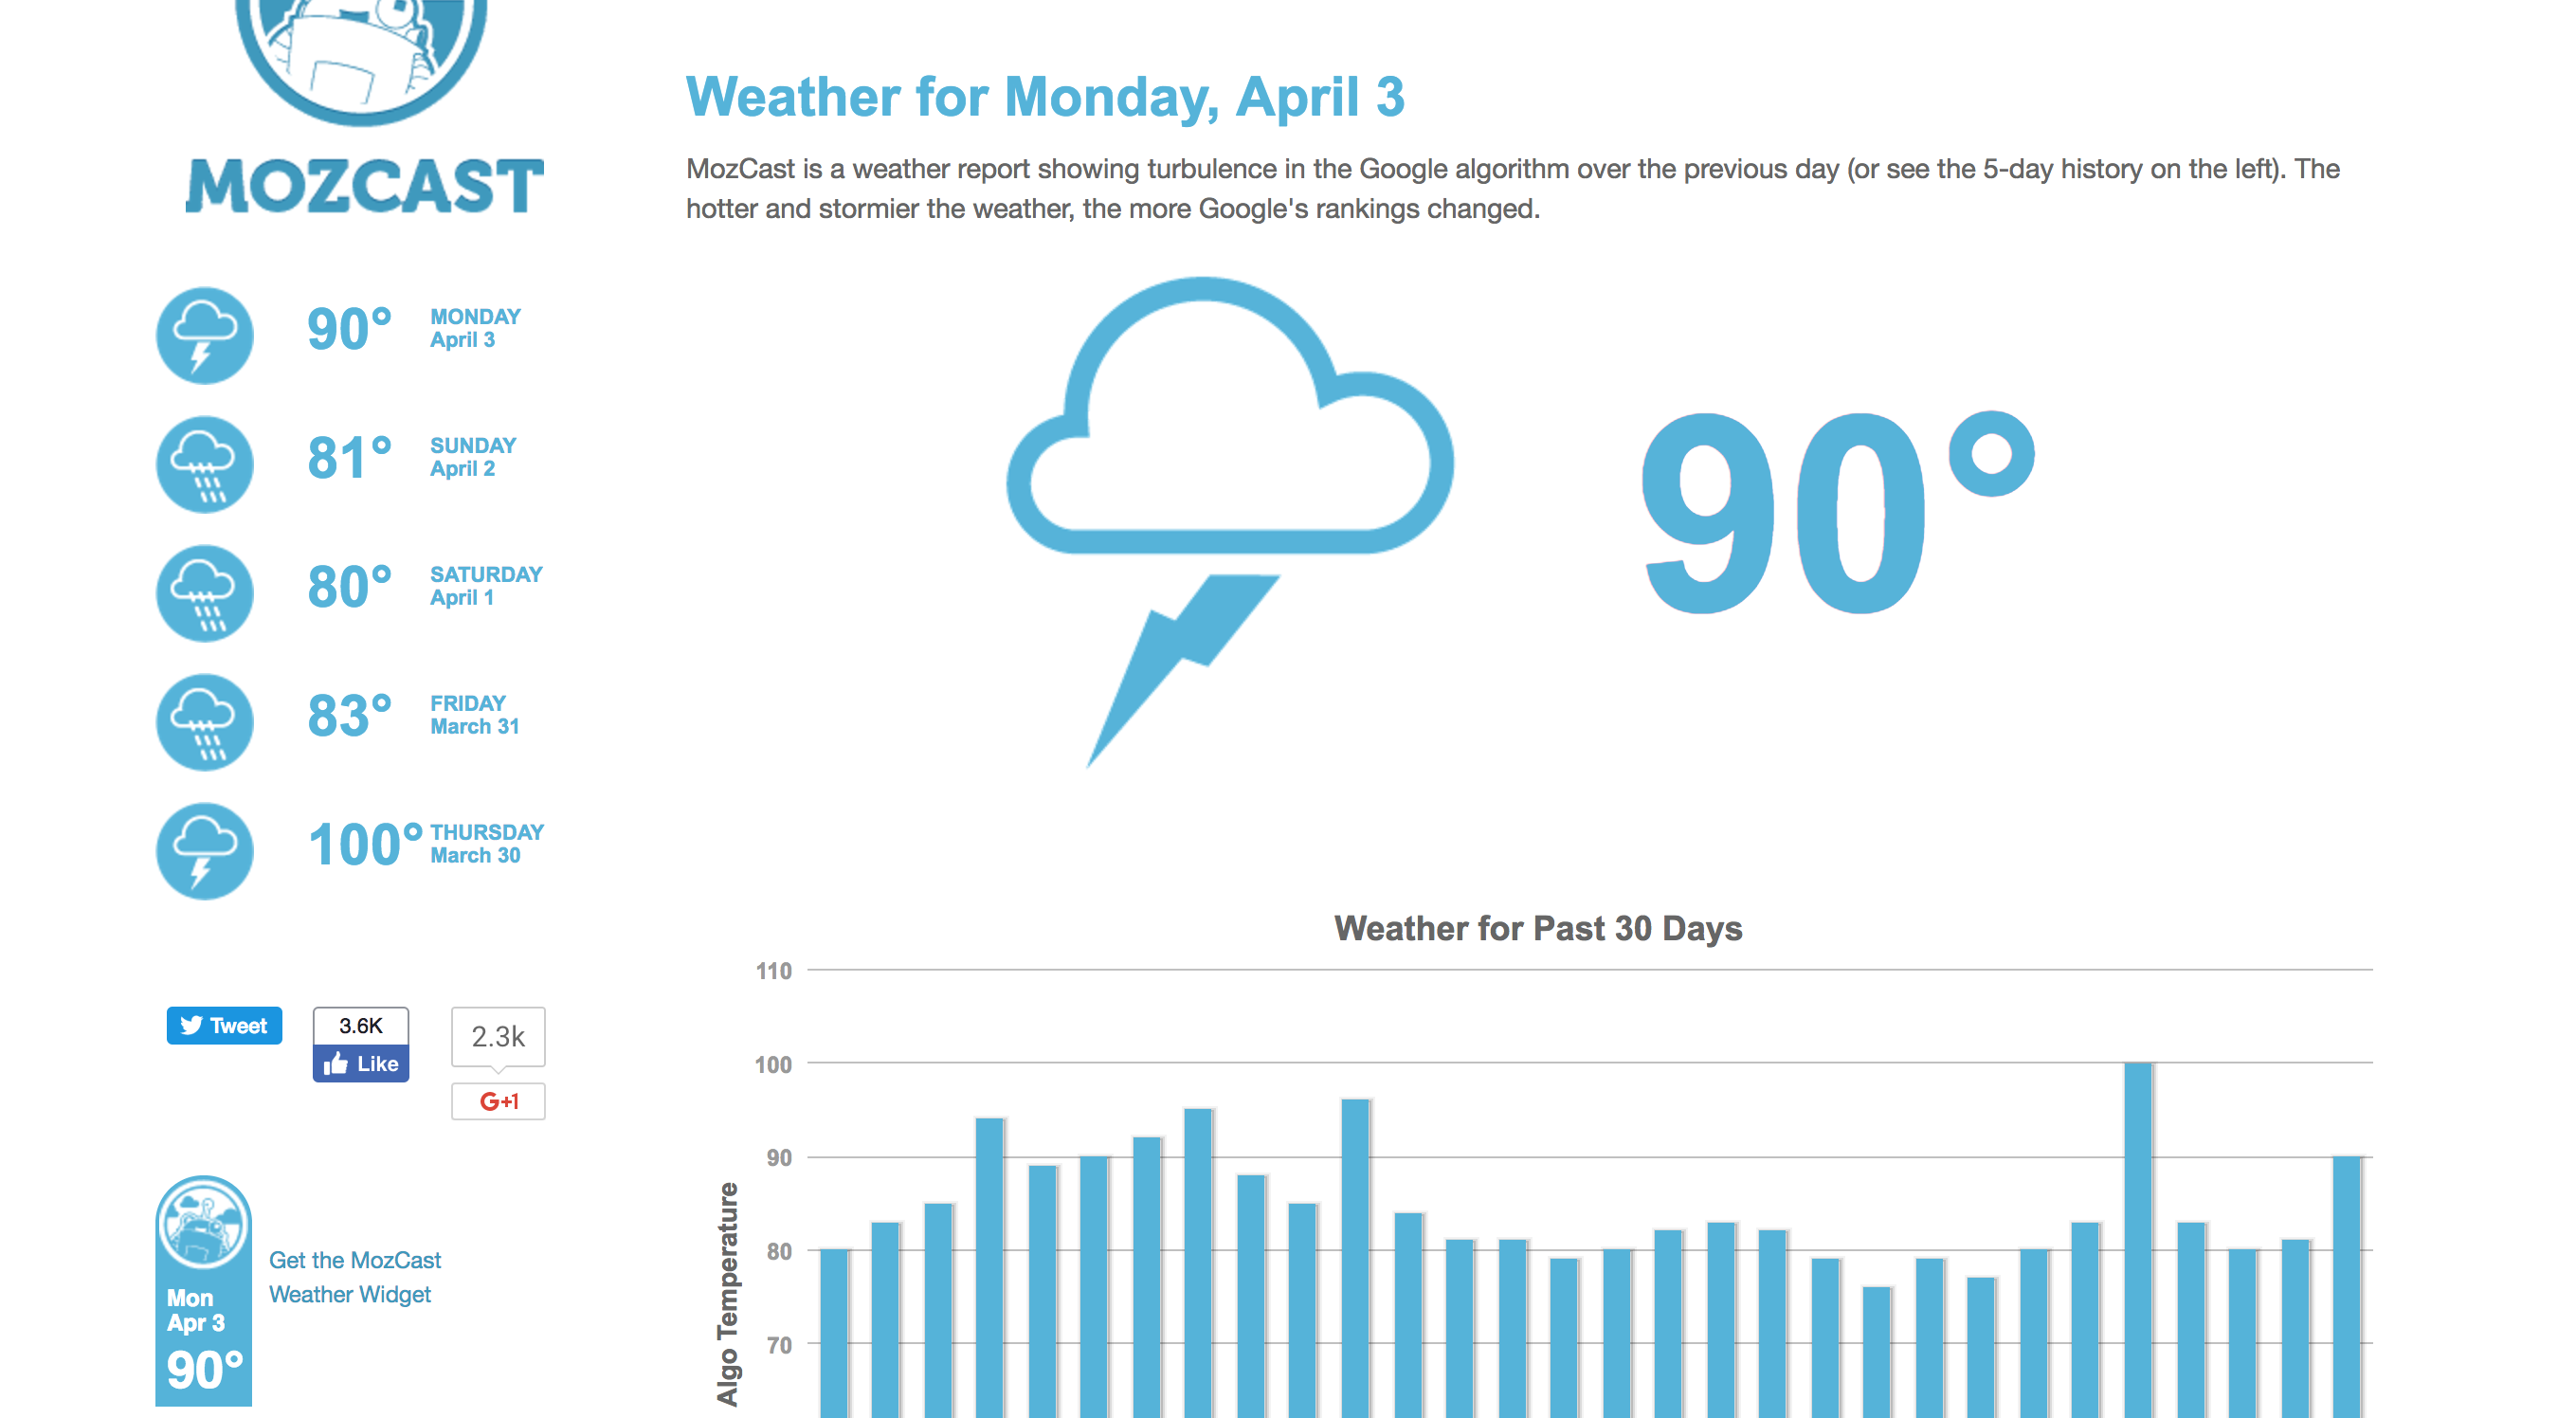 MOZCAST
90° MONDAY
April 3
81° SUNDAY
April 2
80° SATURDAY
April 1
83° FRIDAY
March 31
100° THURSDAY
March 30
Tweet
3.6K
Like
2.3k
G+1
Mon
Apr 3
90°
Get the MozCast
Weather Widget
Weather for Monday, April 3
MozCast is a weather report showing turbulence in the Google algorithm over the previous day (or see the 5-day history on the left). The
hotter and stormier the weather, the more Google's rankings changed.
90°
Weather for Past 30 Days
110
100
90
80
70
Algo Temperature